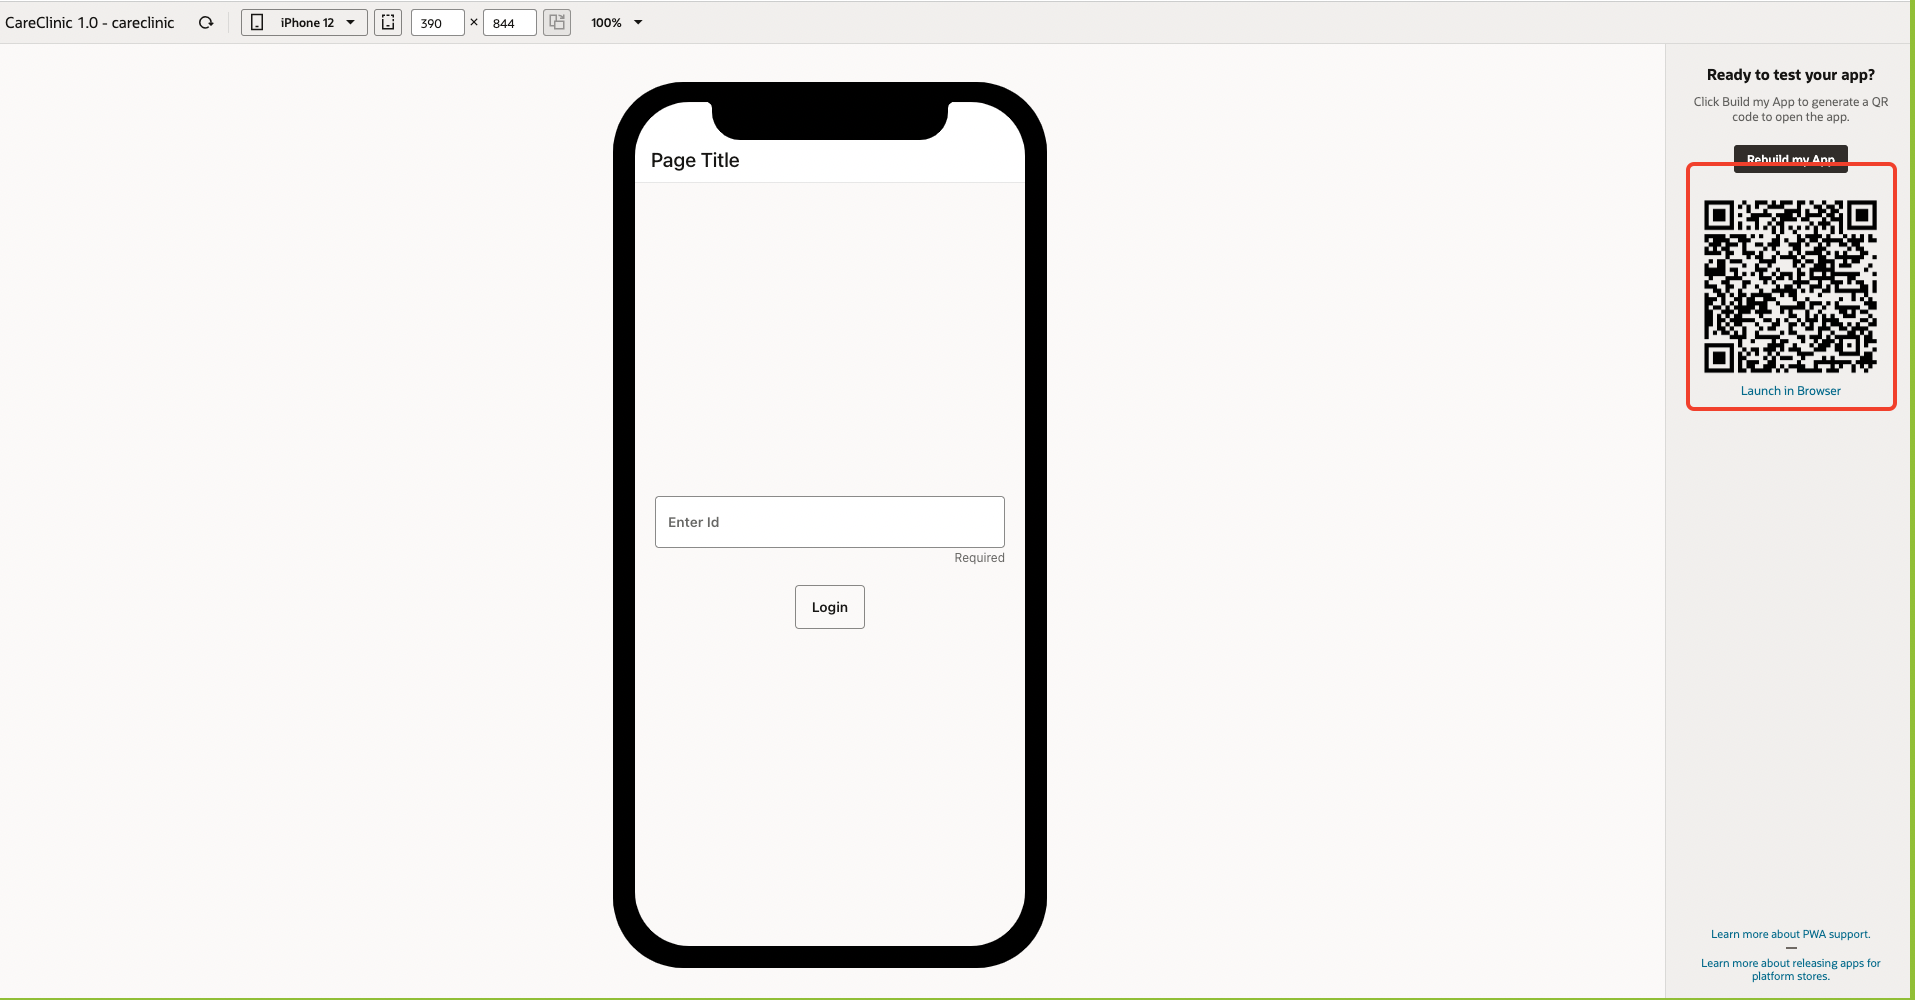 CareClinic 1.0 - careclinic
iPhone 12
390 × 844
100%
Page Title
Enter Id
Required
Login
Ready to test your app?
Click Build my App to generate a QR
code to open the app.
Rebuild my App
Launch in Browser
Learn more about PWA support.
Learn more about releasing apps for
platform stores.